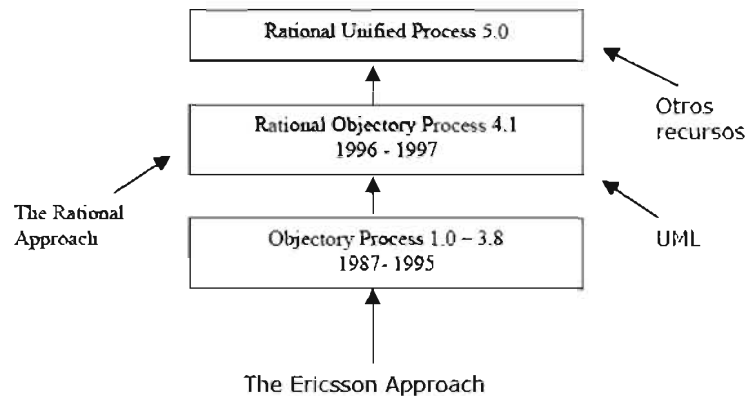 Rational Unified Process 5.0
Otros
recursos
Rational Objectory Process 4.1
1996 - 1997
The Rational
Approach
UML
Objectory Process 1.0 – 3.8
1987- 1995
The Ericsson Approach